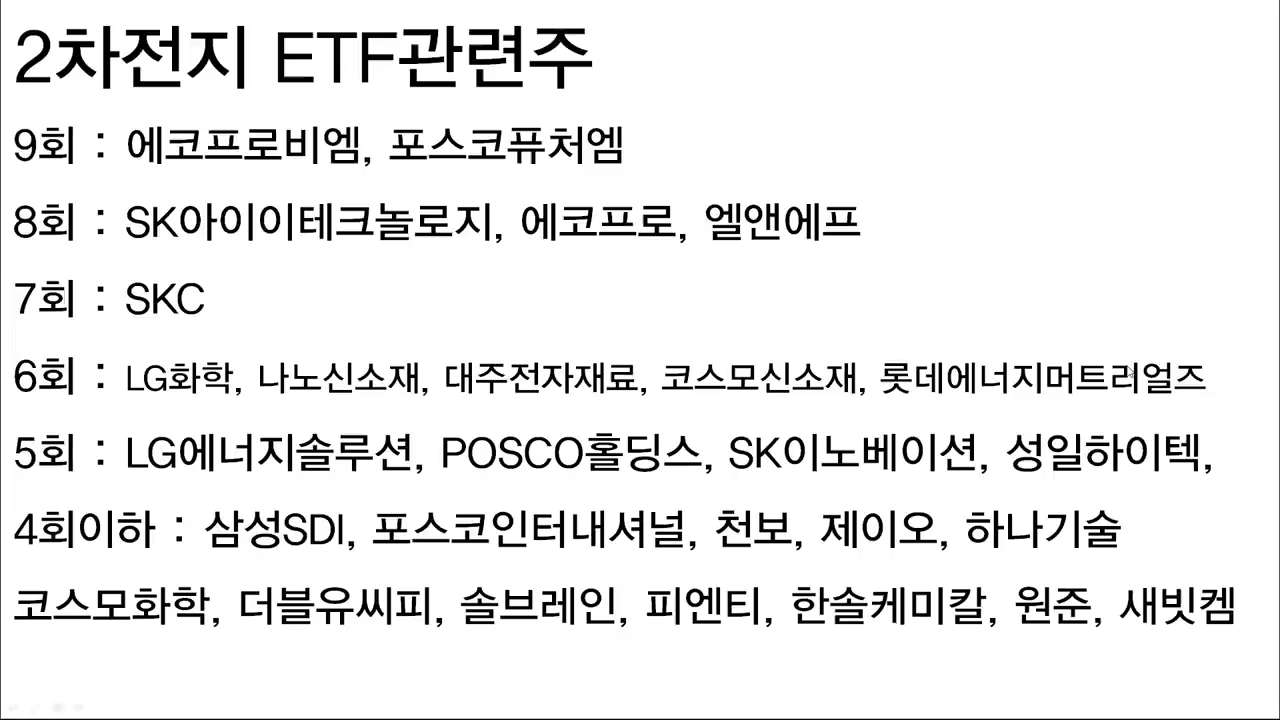 2차전지 ETF관련주
9회 : 에코프로비엠, 포스코퓨처엠
8회 : SK아이이테크놀로지, 에코프로, 엘앤에프
7회 : SKC
6회 : LG화학, 나노신소재, 대주전자재료, 코스모신소재, 롯데에너지머트리얼즈
5회 : LG에너지솔루션, POSCO홀딩스, SK이노베이션, 성일하이텍,
4회이하 : 삼성SDI, 포스코인터내셔널, 천보, 제이오, 하나기술
코스모화학, 더블유씨피, 솔브레인, 피엔티, 한솔케미칼, 원준, 새빗켐